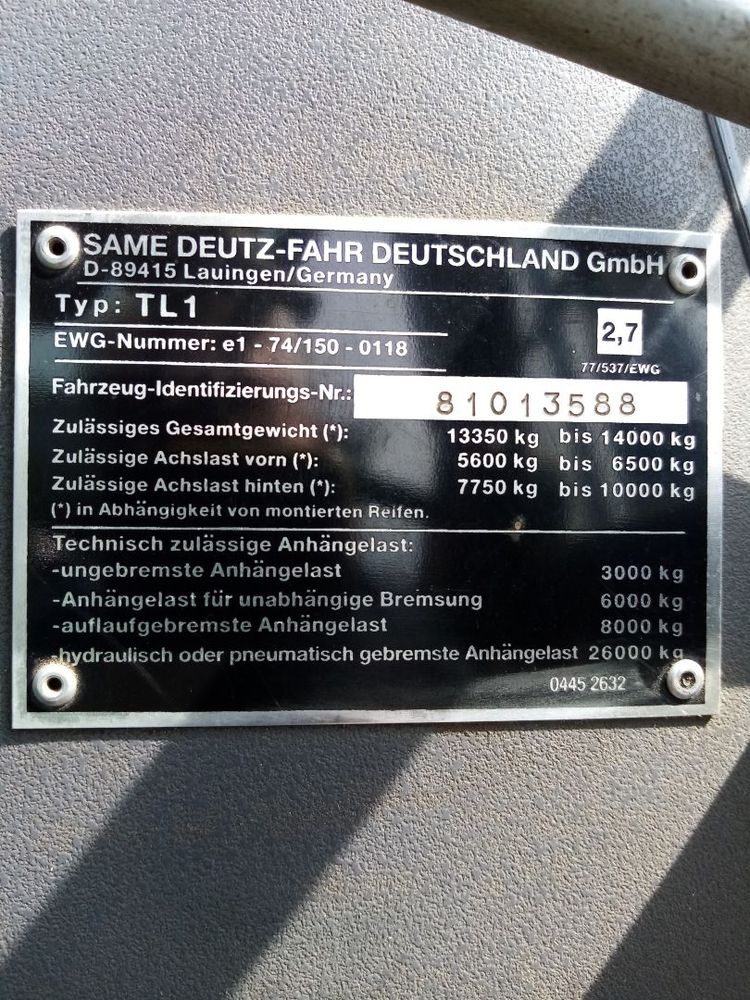 SAME DEUTZ-FAHR DEUTSCHLAND GmbH
D-89415 Lauingen/Germany
Typ: TL1
EWG-Nummer: e1 - 74/150 - 0118
2,7
77/537/EWG
Fahrzeug-Identifizierungs-Nr.: 81013588
Zulässiges Gesamtgewicht (*): 13350 kg bis 14000 kg
Zulässige Achslast vorn (*): 5600 kg bis 6500 kg
Zulässige Achslast hinten (*): 7750 kg bis 10000 kg
(*) in Abhängigkeit von montierten Reifen.
Technisch zulässige Anhängelast:
-ungebremste Anhängelast 3000 kg
-Anhängelast für unabhängige Bremsung 6000 kg
-auflaufgebremste Anhängelast 8000 kg
-hydraulisch oder pneumatisch gebremste Anhängelast 26000 kg
0445 2632